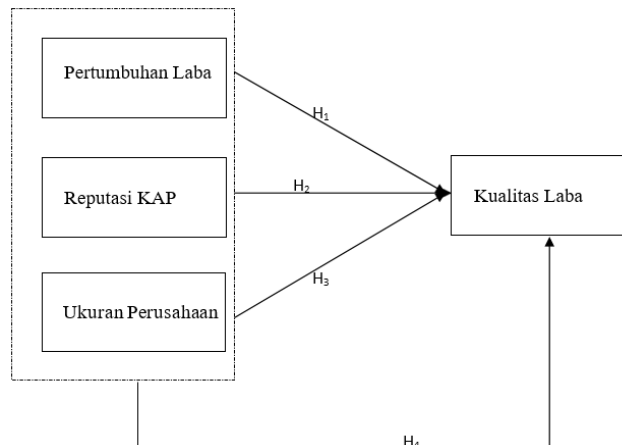 Pertumbuhan Laba
H₁
Reputasi KAP
H₂
Kualitas Laba
Ukuran Perusahaan
H₃
H₄